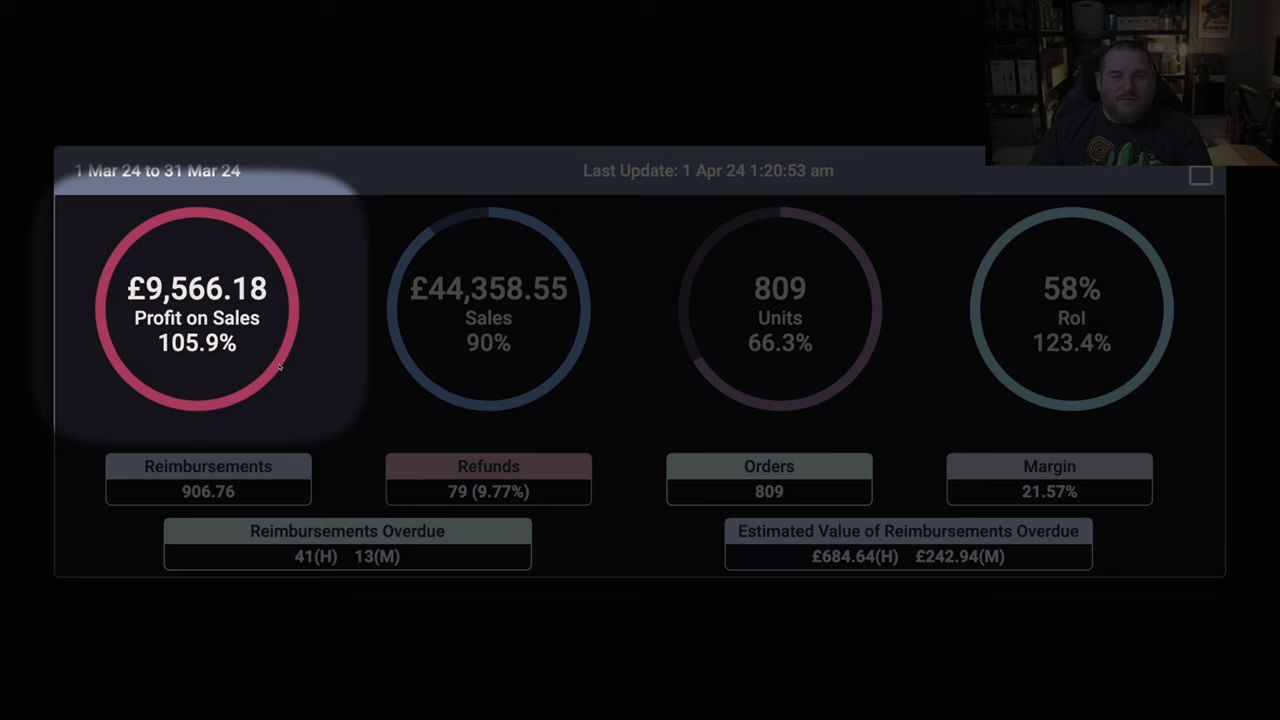 1 Mar 24 to 31 Mar 24
Last Update: 1 Apr 24 1:20:53 am
£9,566.18
Profit on Sales
105.9%
£44,358.55
Sales
90%
809
Units
66.3%
58%
RoI
123.4%
Reimbursements
906.76
Refunds
79 (9.77%)
Orders
809
Margin
21.57%
Reimbursements Overdue
41(H) 13(M)
Estimated Value of Reimbursements Overdue
£684.64(H) £242.94(M)